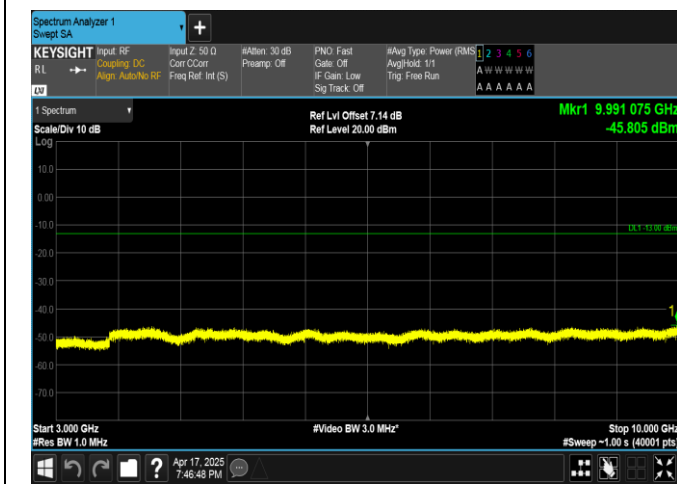 Spectrum Analyzer 1
Swept SA
+
KEYSIGHT Input: RF Input Z: 50 Ω #Atten: 30 dB PNO: Fast #Avg Type: Power (RMS 1 2 3 4 5 6
RL Coupling: DC Corr CCorr Preamp: Off Gate: Off Avg|Hold: 1/1 A W W W W W
Align: Auto/No RF Freq Ref: Int (S) IF Gain: Low Trig: Free Run
LXI Sig Track: Off A A A A A A
1 Spectrum Ref Lvl Offset 7.14 dB Mkr1 9.991 075 GHz
Scale/Div 10 dB Ref Level 20.00 dBm -45.805 dBm
Log
10.0
0.00
-10.0
DL1 -13.00 dBm
-20.0
-30.0
-40.0
1
-50.0
-60.0
-70.0
Start 3.000 GHz #Video BW 3.0 MHz* Stop 10.000 GHz
#Res BW 1.0 MHz #Sweep ~1.00 s (40001 pts)
? Apr 17, 2025
7:46:48 PM